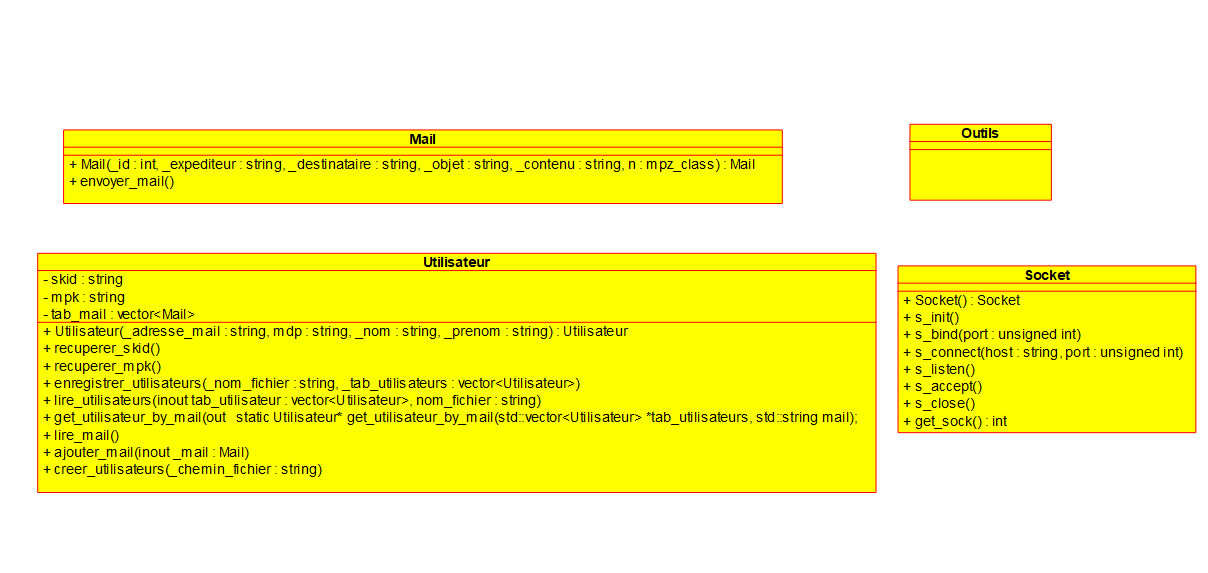 Mail
+ Mail(_id : int, _expediteur : string, _destinataire : string, _objet : string, _contenu : string, n : mpz_class) : Mail
+ envoyer_mail()
Outils
Utilisateur
- skid : string
- mpk : string
- tab_mail : vector<Mail>
+ Utilisateur(_adresse_mail : string, mdp : string, _nom : string, _prenom : string) : Utilisateur
+ recuperer_skid()
+ recuperer_mpk()
+ enregistrer_utilisateurs(_nom_fichier : string, _tab_utilisateurs : vector<Utilisateur>)
+ lire_utilisateurs(inout tab_utilisateur : vector<Utilisateur>, nom_fichier : string)
+ get_utilisateur_by_mail(out static Utilisateur* get_utilisateur_by_mail(std::vector<Utilisateur> *tab_utilisateurs, std::string mail);
+ lire_mail()
+ ajouter_mail(inout _mail : Mail)
+ creer_utilisateurs(_chemin_fichier : string)
Socket
+ Socket() : Socket
+ s_init()
+ s_bind(port : unsigned int)
+ s_connect(host : string, port : unsigned int)
+ s_listen()
+ s_accept()
+ s_close()
+ get_sock() : int